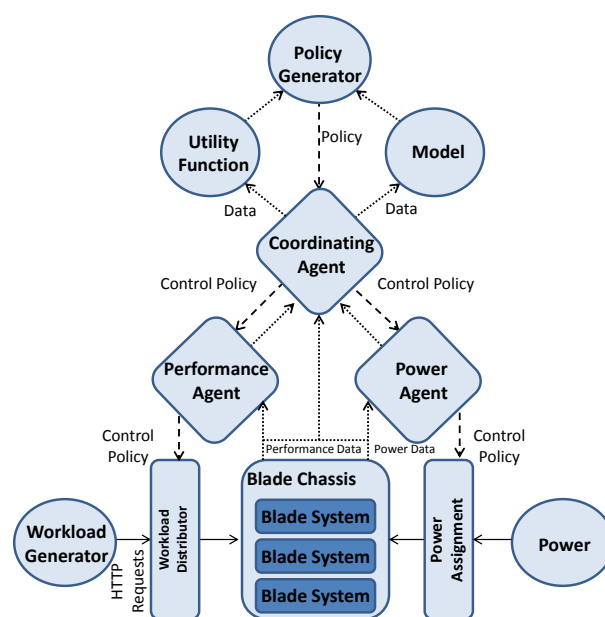 Policy
Generator
Utility
Function
Policy
Model
Data
Data
Coordinating
Agent
Control Policy
Control Policy
Performance
Agent
Power
Agent
Control
Policy
Performance Data
Power Data
Control
Policy
Blade Chassis
Workload
Generator
HTTP
Requests
Workload
Distributor
Blade System
Blade System
Blade System
Power
Assignment
Power